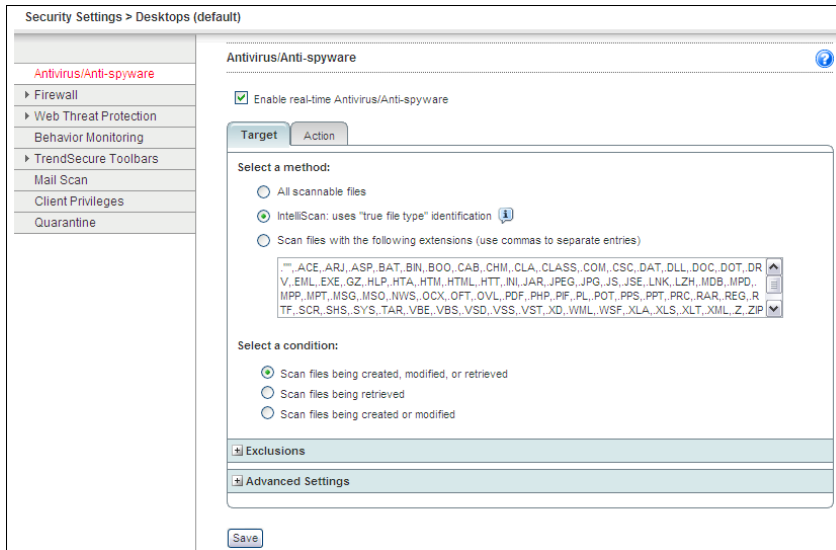 Security Settings > Desktops (default)
Antivirus/Anti-spyware
Firewall
Web Threat Protection
Behavior Monitoring
TrendSecure Toolbars
Mail Scan
Client Privileges
Quarantine
Antivirus/Anti-spyware
Enable real-time Antivirus/Anti-spyware
Target
Action
Select a method:
All scannable files
IntelliScan: uses "true file type" identification
Scan files with the following extensions (use commas to separate entries)
."",.ACE,.ARJ,.ASP,.BAT,.BIN,.BOO,.CAB,.CHM,.CLA,.CLASS,.COM,.CSC,.DAT,.DLL,.DOC,.DOT,.DR
V,.EML,.EXE,.GZ,.HLP,.HTA,.HTM,.HTML,.HTT,.INI,.JAR,.JPEG,.JPG,.JS,.JSE,.LNK,.LZH,.MDB,.MPD,.
MPP,.MPT,.MSG,.MSO,.NWS,.OCX,.OFT,.OVL,.PDF,.PHP,.PIF,.PL,.POT,.PPS,.PPT,.PRC,.RAR,.REG,.R
TF,.SCR,.SHS,.SYS,.TAR,.VBE,.VBS,.VSD,.VSS,.VST,.XD,.WML,.WSF,.XLA,.XLS,.XLT,.XML,.Z,.ZIP
Select a condition:
Scan files being created, modified, or retrieved
Scan files being retrieved
Scan files being created or modified
Exclusions
Advanced Settings
Save